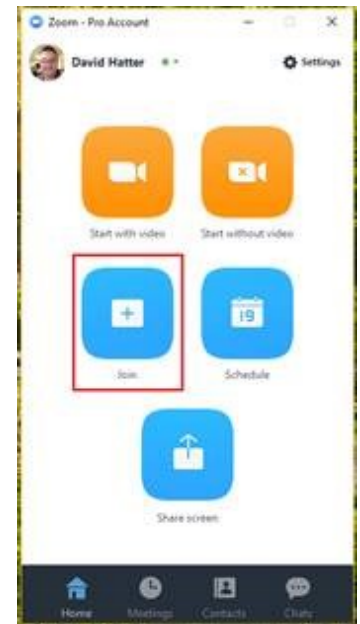 Zoom - Pro Account
David Hatter
Settings
Start with video
Start without video
19
Join
Schedule
Share screen
Home
Meetings
Contacts
Chats